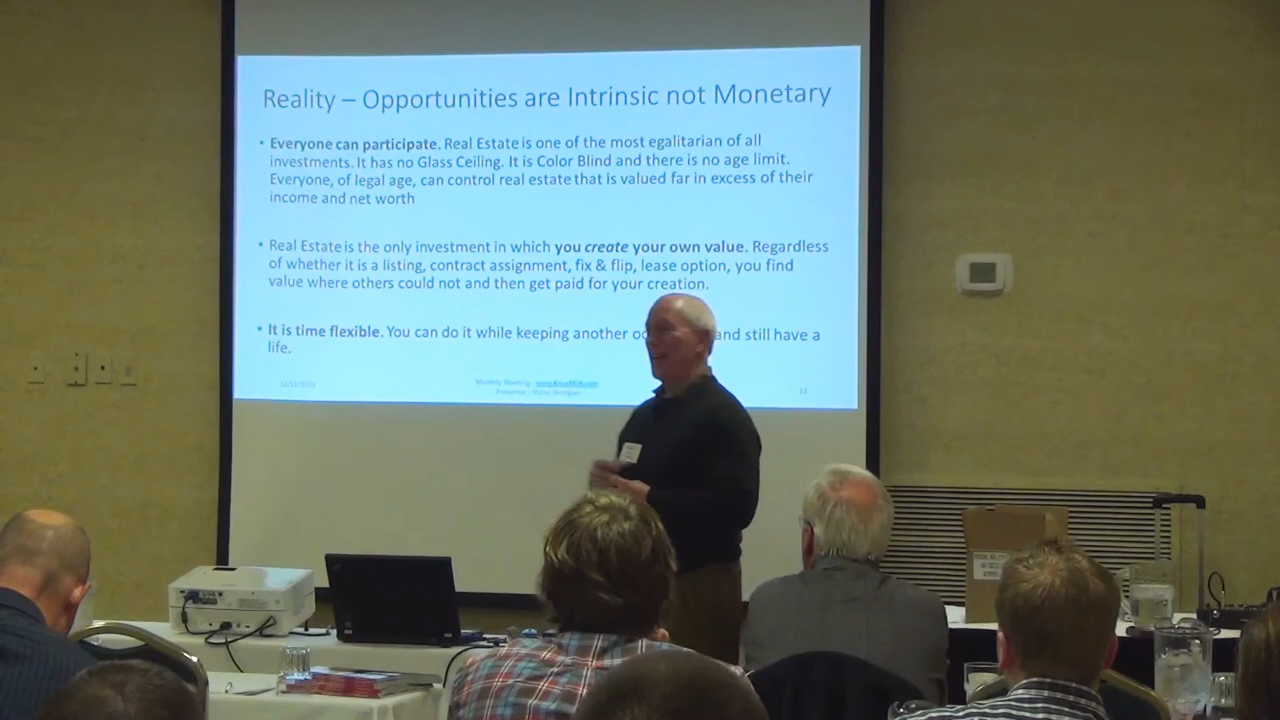 Reality – Opportunities are Intrinsic not Monetary
• Everyone can participate. Real Estate is one of the most egalitarian of all
investments. It has no Glass Ceiling. It is Color Blind and there is no age limit.
Everyone, of legal age, can control real estate that is valued far in excess of their
income and net worth
• Real Estate is the only investment in which you create your own value. Regardless
of whether it is a listing, contract assignment, fix & flip, lease option, you find
value where others could not and then get paid for your creation.
• It is time flexible. You can do it while keeping another and still have a
life.
Monthly Meeting